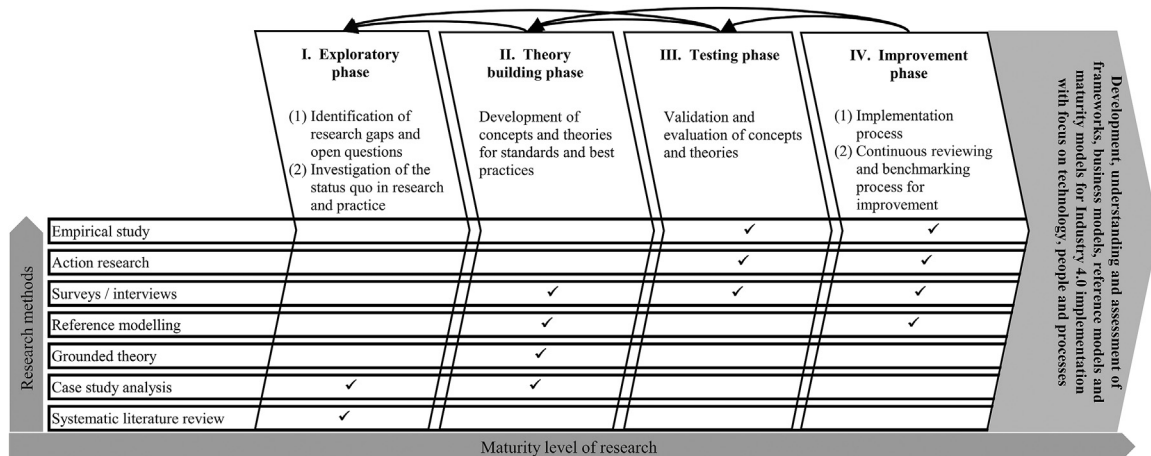 I. Exploratory
phase
(1) Identification of
research gaps and
open questions
(2) Investigation of the
status quo in research
and practice
II. Theory
building phase
Development of
concepts and theories
for standards and best
practices
III. Testing phase
Validation and
evaluation of concepts
and theories
IV. Improvement
phase
(1) Implementation
process
(2) Continuous reviewing
and benchmarking
process for
improvement
Development, understanding and assessment of
frameworks, business models, reference models and
maturity models for Industry 4.0 implementation
with focus on technology, people and processes
Research methods
Empirical study ✓ ✓
Action research ✓ ✓
Surveys / interviews ✓ ✓ ✓
Reference modelling ✓ ✓
Grounded theory ✓
Case study analysis ✓ ✓
Systematic literature review ✓
Maturity level of research